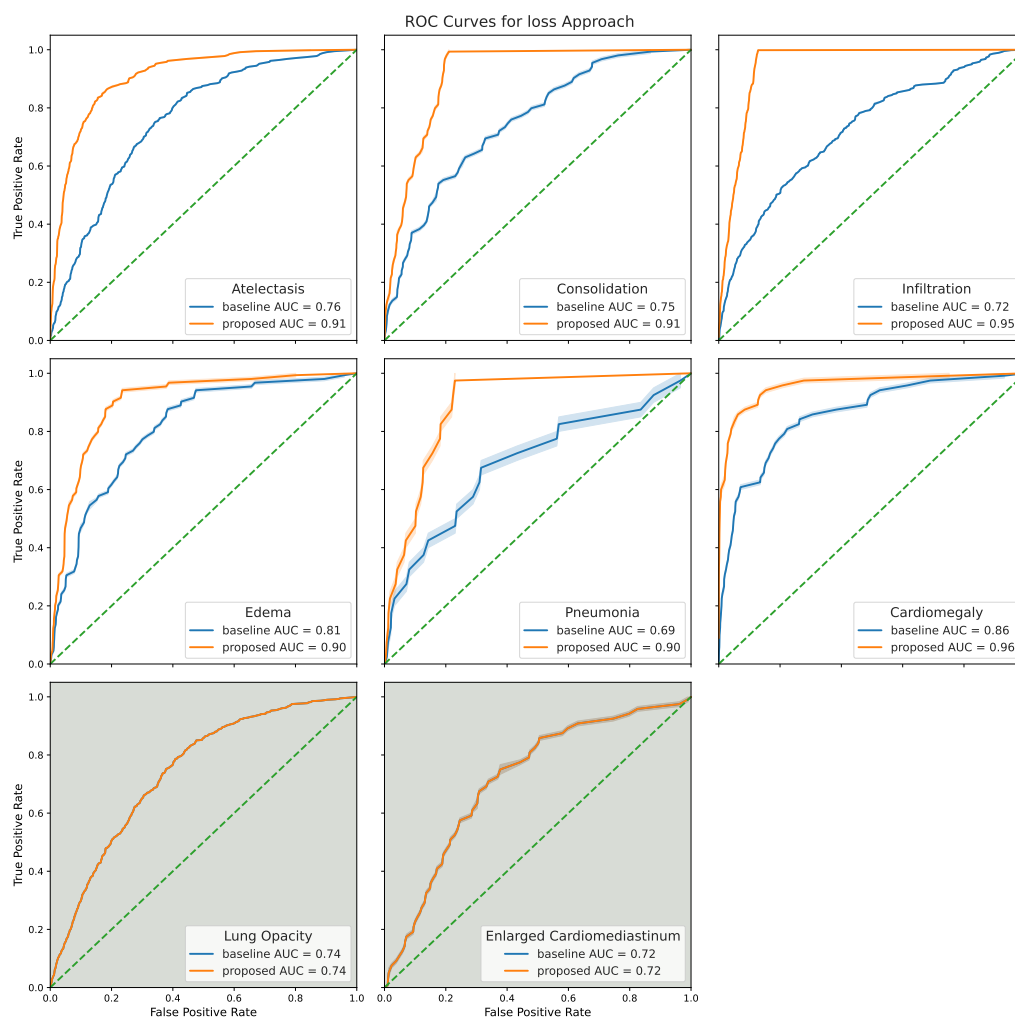 ROC Curves for loss Approach
True Positive Rate
1.0
0.8
0.6
0.4
0.2
0.0
Atelectasis
baseline AUC = 0.76
proposed AUC = 0.91
Consolidation
baseline AUC = 0.75
proposed AUC = 0.91
Infiltration
baseline AUC = 0.72
proposed AUC = 0.95
True Positive Rate
1.0
0.8
0.6
0.4
0.2
0.0
Edema
baseline AUC = 0.81
proposed AUC = 0.90
Pneumonia
baseline AUC = 0.69
proposed AUC = 0.90
Cardiomegaly
baseline AUC = 0.86
proposed AUC = 0.96
True Positive Rate
1.0
0.8
0.6
0.4
0.2
0.0
Lung Opacity
baseline AUC = 0.74
proposed AUC = 0.74
Enlarged Cardiomediastinum
baseline AUC = 0.72
proposed AUC = 0.72
0.0 0.2 0.4 0.6 0.8 1.0
0.0 0.2 0.4 0.6 0.8 1.0
False Positive Rate
False Positive Rate